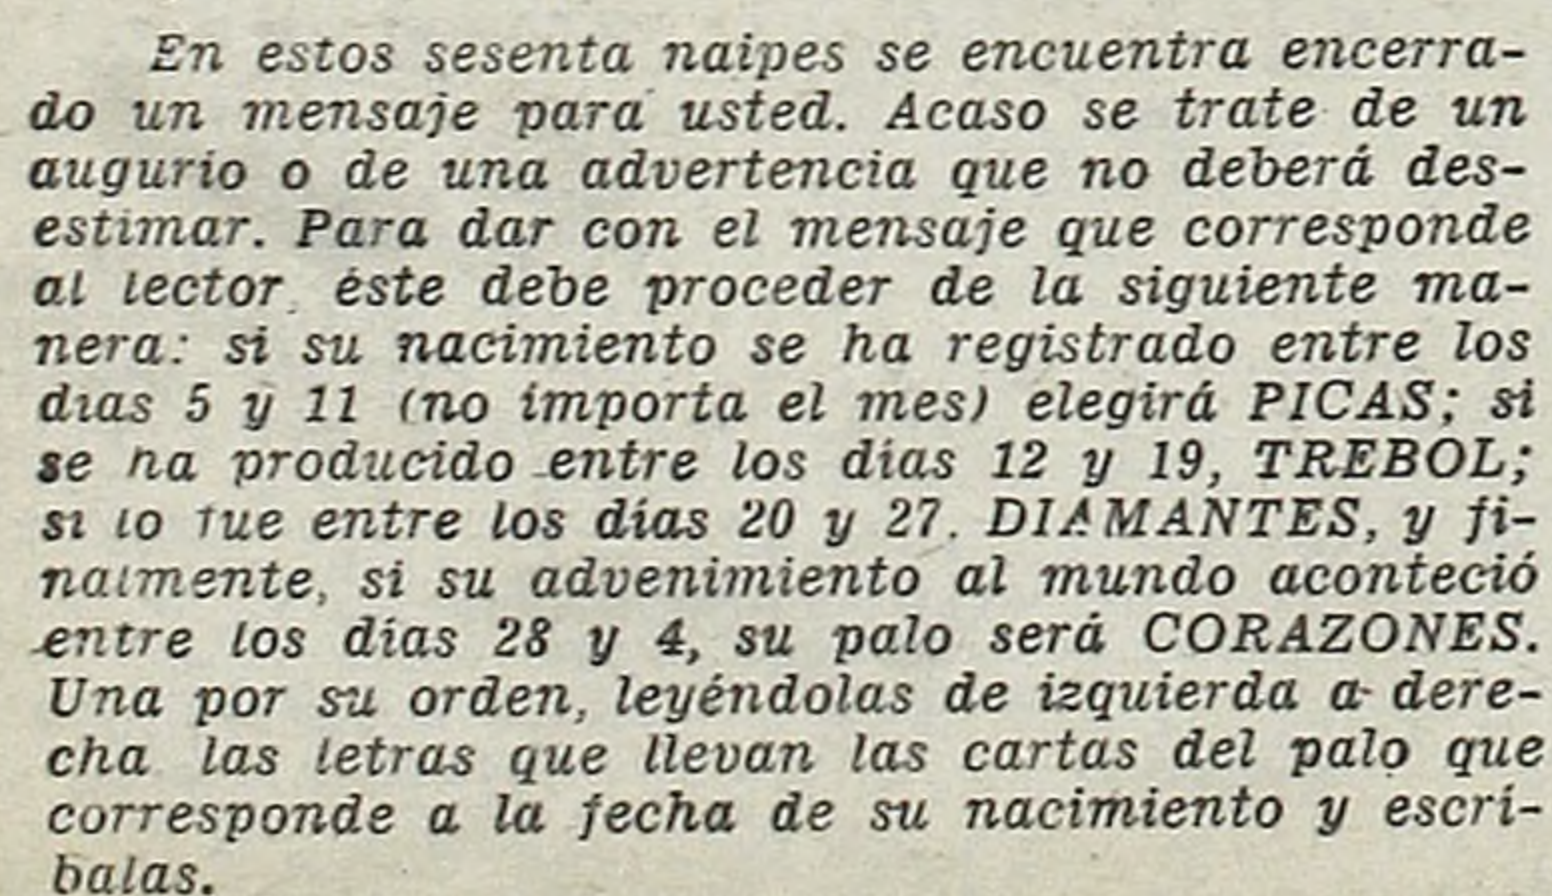 En estos sesenta naipes se encuentra encerra-
do un mensaje para usted. Acaso se trate de un
augurio o de una advertencia que no deberá des-
estimar. Para dar con el mensaje que corresponde
al lector, éste debe proceder de la siguiente ma-
nera: si su nacimiento se ha registrado entre los
días 5 y 11 (no importa el mes) elegirá PICAS; si
se ha producido entre los días 12 y 19, TREBOL;
si lo fue entre los días 20 y 27. DIAMANTES, y fi-
nalmente, si su advenimiento al mundo aconteció
entre los días 28 y 4, su palo será CORAZONES.
Una por su orden, leyéndolas de izquierda a dere-
cha las letras que llevan las cartas del palo que
corresponde a la fecha de su nacimiento y escrí-
balas.